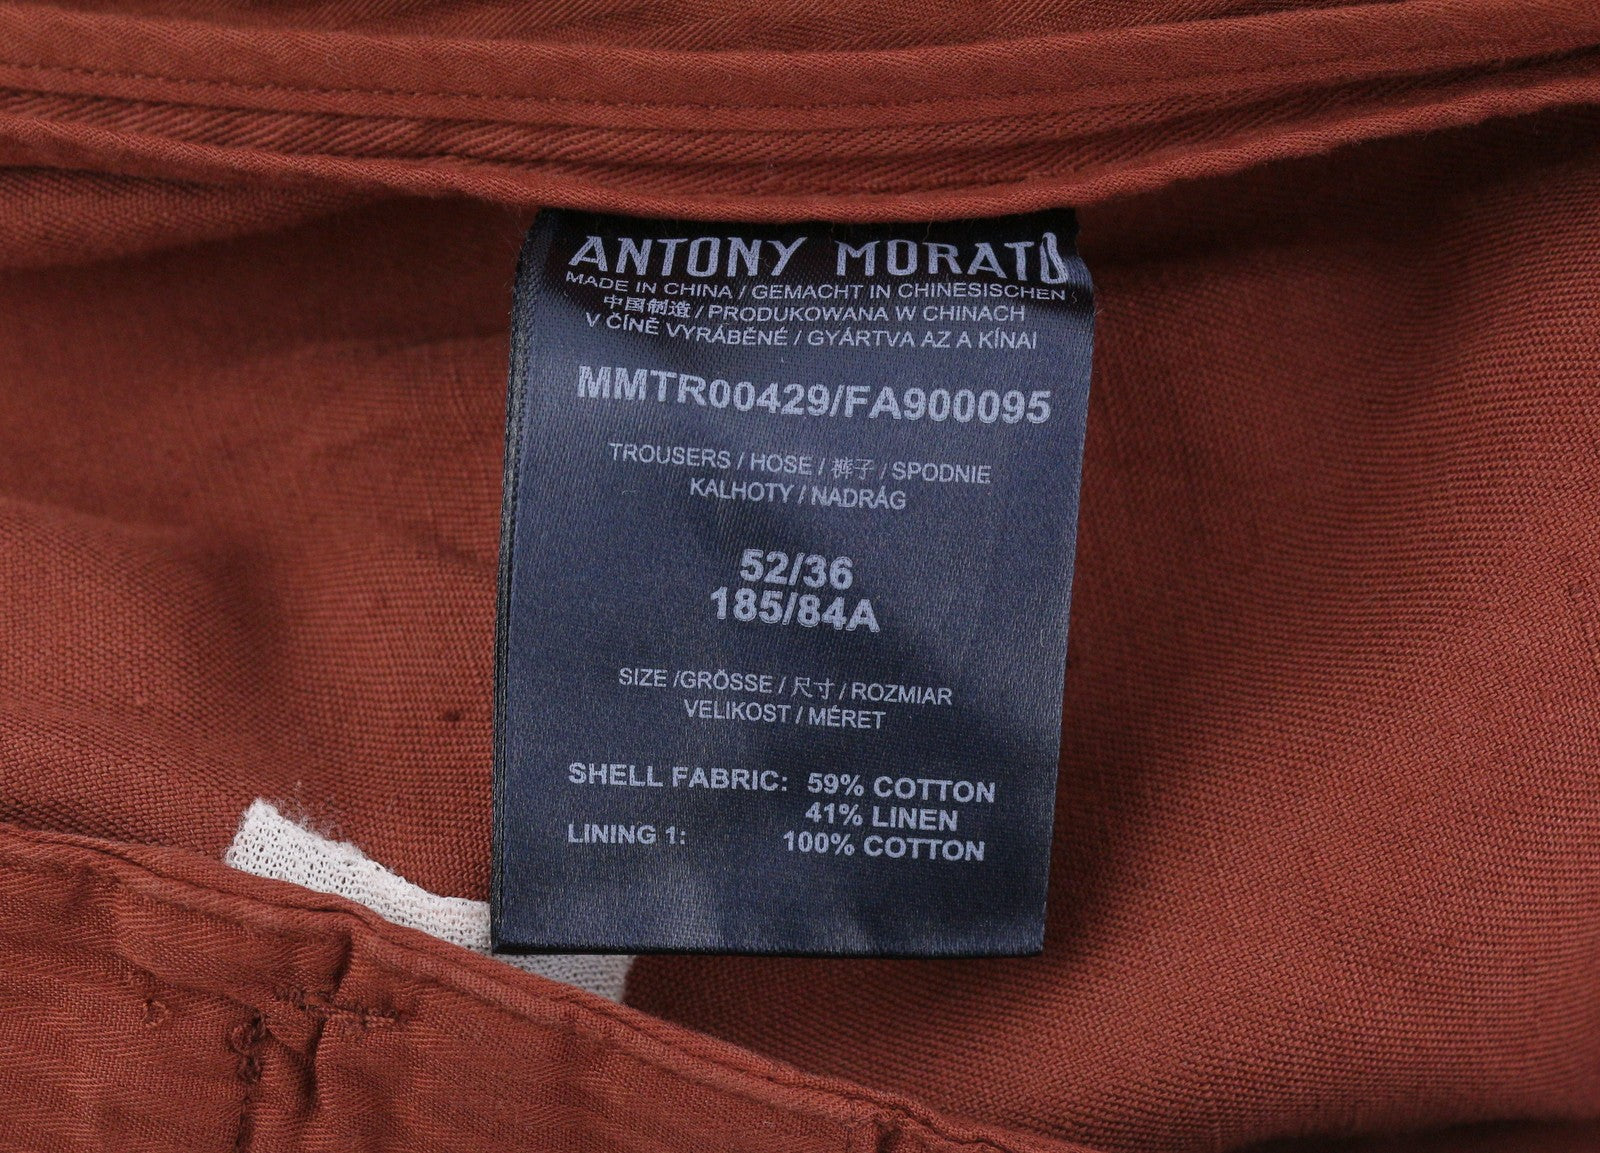 ANTONY MORATO
MADE IN CHINA / GEMACHT IN CHINESISCHEN
中国制造 / PRODUKOWANA W CHINACH
V ČÍNĚ VYRÁBĚNÉ / GYÁRTVA AZ A KÍNAI
MMTR00429/FA900095
TROUSERS / HOSE / 裤子 / SPODNIE
KALHOTY / NADRÁG
52/36
185/84A
SIZE /GRÖSSE / 尺寸 / ROZMIAR
VELIKOST / MÉRET
SHELL FABRIC: 59% COTTON
41% LINEN
LINING 1: 100% COTTON